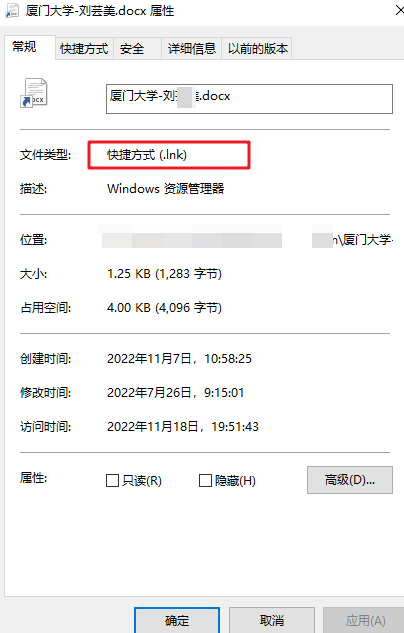 厦门大学-刘芸美.docx 属性
常规 快捷方式 安全 详细信息 以前的版本
DOCX
厦门大学-刘 美.docx
文件类型: 快捷方式 (.lnk)
描述: Windows 资源管理器
位置: \厦门大学-
大小: 1.25 KB (1,283 字节)
占用空间: 4.00 KB (4,096 字节)
创建时间: 2022年11月7日，10:58:25
修改时间: 2022年7月26日，9:15:01
访问时间: 2022年11月18日，19:51:43
属性: 只读(R) 隐藏(H) 高级(D)...
确定 取消 应用(A)